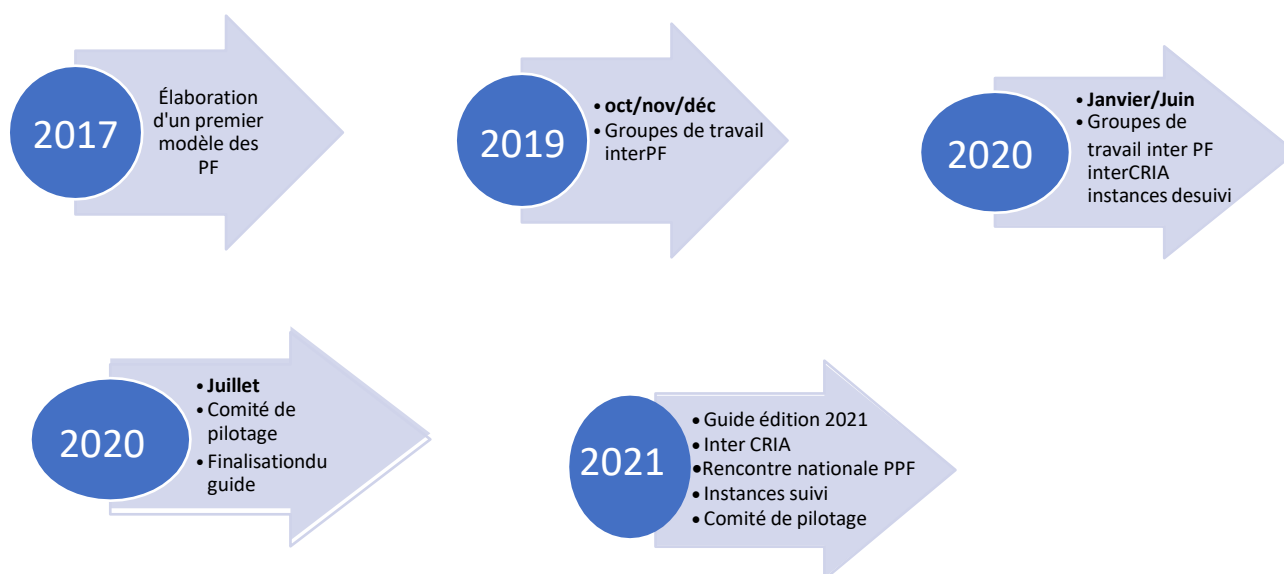 2017
Élaboration
d'un premier
modèle des
PF
2019
• oct/nov/déc
• Groupes de travail
interPF
2020
• Janvier/Juin
• Groupes de
travail inter PF
interCRIA
instances desuivi
2020
• Juillet
• Comité de
pilotage
• Finalisationdu
guide
2021
• Guide édition 2021
• Inter CRIA
• Rencontre nationale PPF
• Instances suivi
• Comité de pilotage